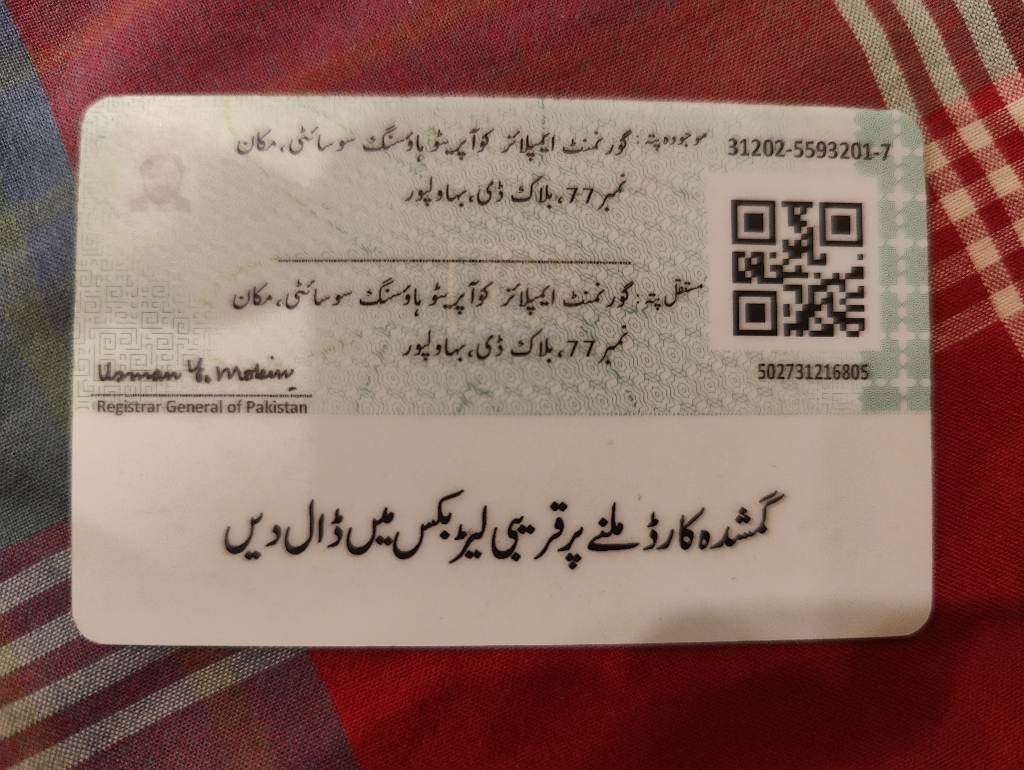 31202-5593201-7
موجودہ پتہ: گورنمنٹ ایمپلائز کوآپریٹو ہاؤسنگ سوسائٹی، مکان
نمبر 77، بلاک ڈی، بہاولپور
مستقل پتہ: گورنمنٹ ایمپلائز کوآپریٹو ہاؤسنگ سوسائٹی، مکان
نمبر 77، بلاک ڈی، بہاولپور
502731216805
Usman Y. Mobin
Registrar General of Pakistan
گمشدہ کارڈ ملنے پر قریبی لیٹر بکس میں ڈال دیں